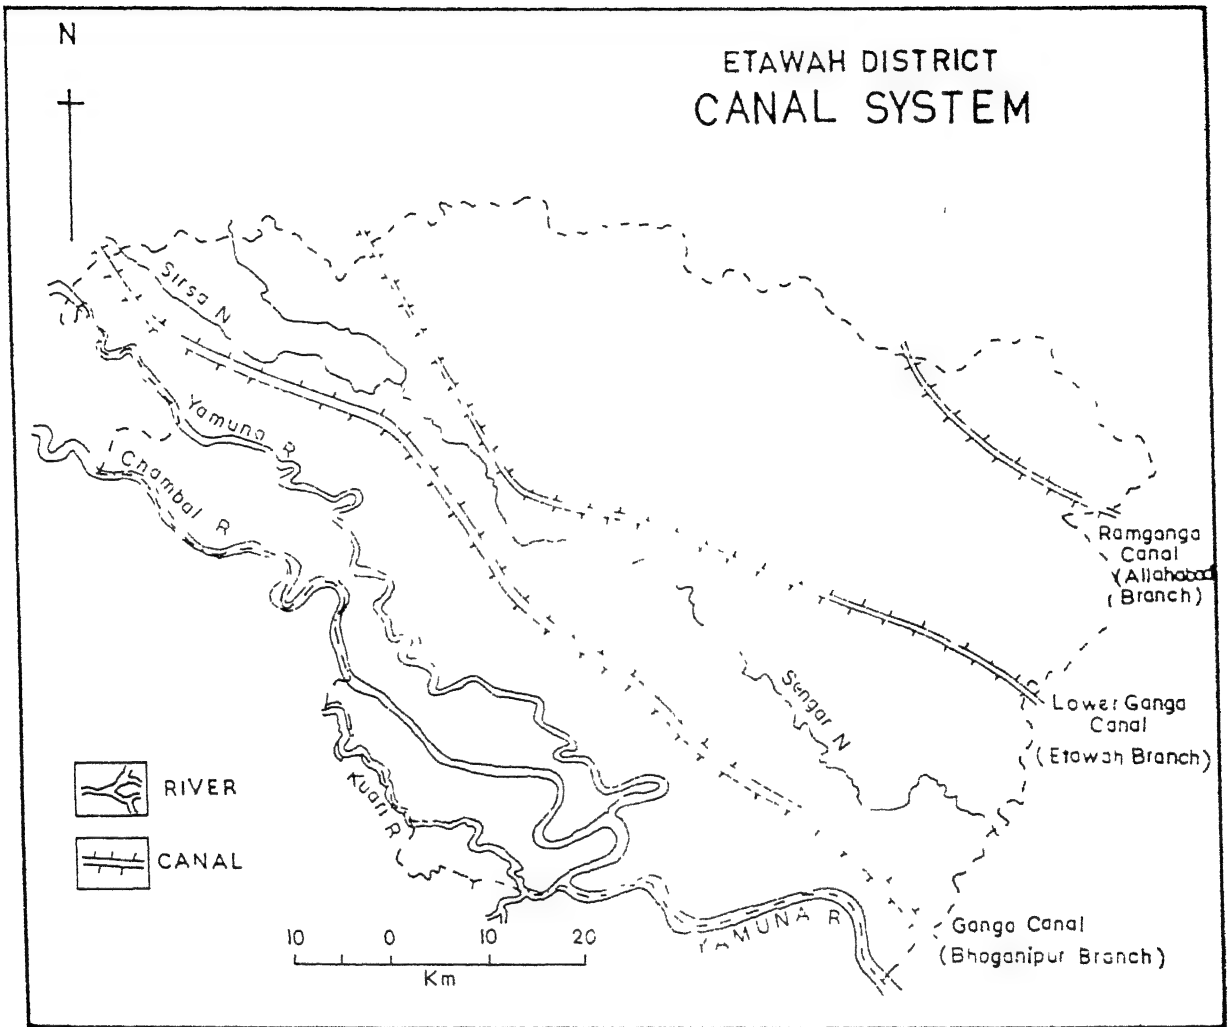 N
ETAWAH DISTRICT
CANAL SYSTEM
Sirsa N
Yamuna R
Chambal R
Ramganga
Canal
(Allahabad
Branch)
Sengar N
Lower Ganga
Canal
(Etawah Branch)
RIVER
Kuari R
CANAL
YAMUNA R
Ganga Canal
(Bhoganipur Branch)
10 0 10 20
Km